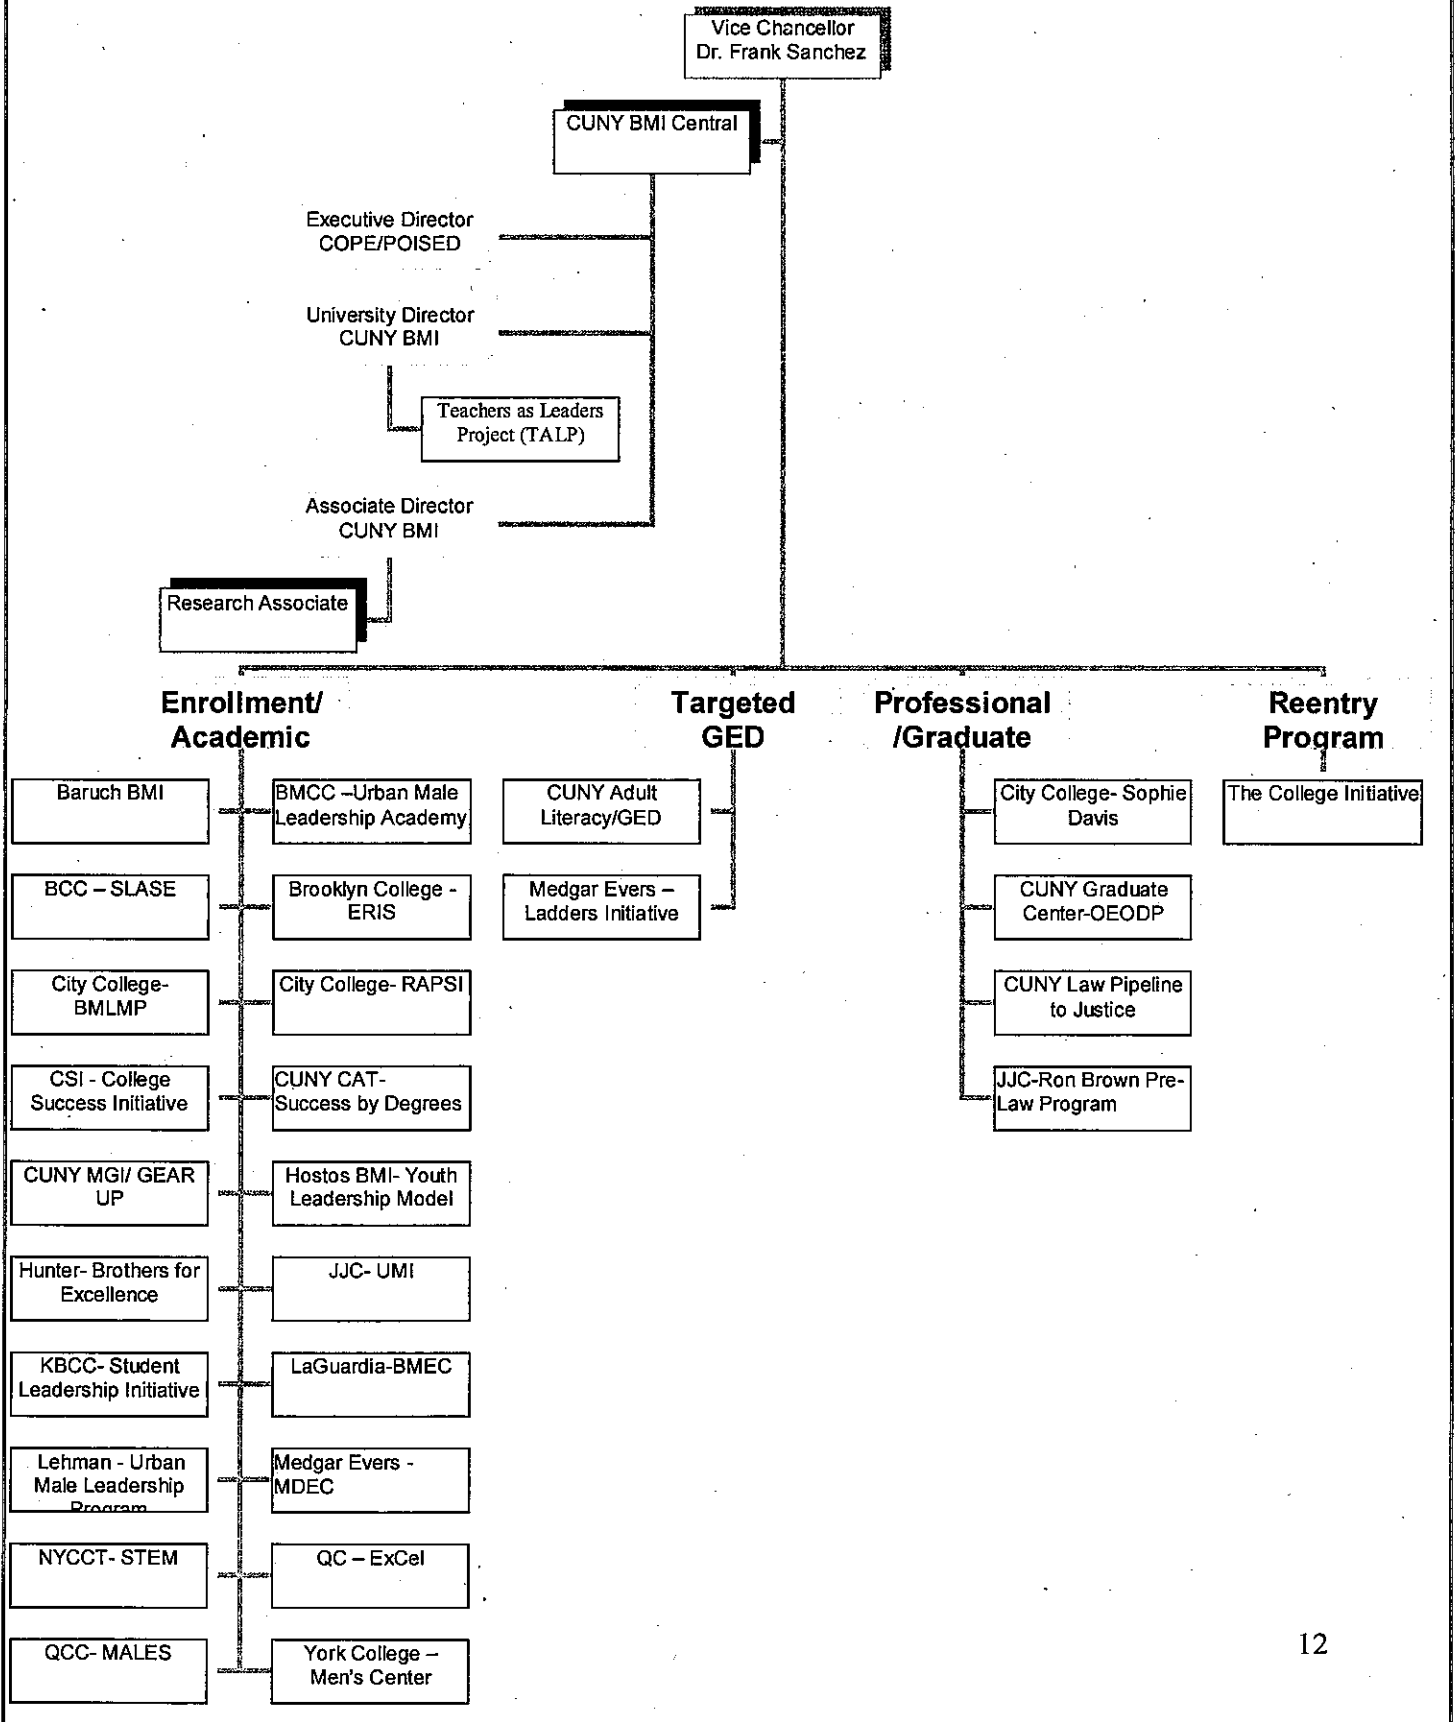 Vice Chancellor
Dr. Frank Sanchez
CUNY BMI Central
Executive Director
COPE/POISED
University Director
CUNY BMI
Teachers as Leaders
Project (TALP)
Associate Director
CUNY BMI
Research Associate
Enrollment/
Academic
Targeted
GED
Professional
/Graduate
Reentry
Program
Baruch BMI
BMCC –Urban Male
Leadership Academy
CUNY Adult
Literacy/GED
City College- Sophie
Davis
The College Initiative
BCC – SLASE
Brooklyn College -
ERIS
Medgar Evers –
Ladders Initiative
CUNY Graduate
Center-OEODP
City College-
BMLMP
City College- RAPSI
CUNY Law Pipeline
to Justice
CSI - College
Success Initiative
CUNY CAT-
Success by Degrees
JJC-Ron Brown Pre-
Law Program
CUNY MGI/ GEAR
UP
Hostos BMI- Youth
Leadership Model
Hunter- Brothers for
Excellence
JJC- UMI
KBCC- Student
Leadership Initiative
LaGuardia-BMEC
Lehman - Urban
Male Leadership
Program
Medgar Evers -
MDEC
NYCCT- STEM
QC – ExCel
QCC- MALES
York College –
Men's Center
12